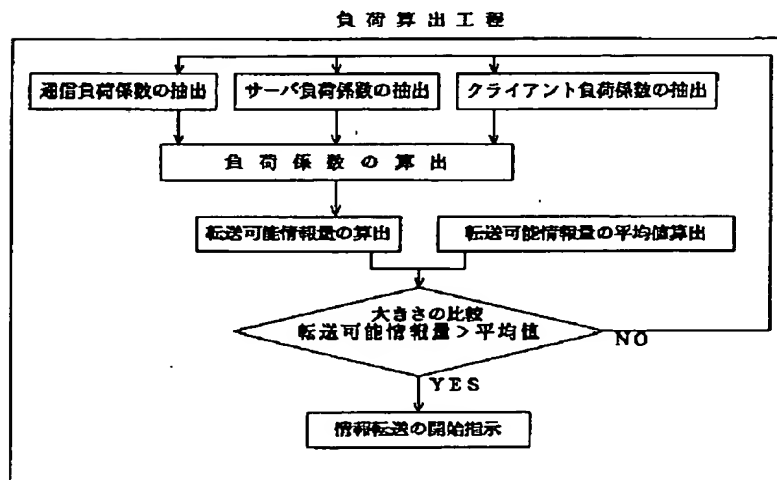 負荷算出工程
通信負荷係数の抽出
サーバ負荷係数の抽出
クライアント負荷係数の抽出
負荷係数の算出
転送可能情報量の算出
転送可能情報量の平均値算出
大きさの比較
転送可能情報量＞平均値
NO
YES
情報転送の開始指示